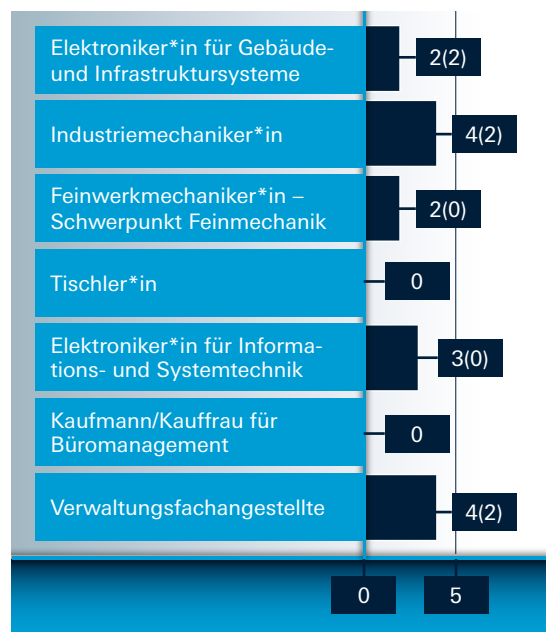 Elektroniker*in für Gebäude-
und Infrastruktursysteme
2(2)
Industriemechaniker*in
4(2)
Feinwerkmechaniker*in –
Schwerpunkt Feinmechanik
2(0)
Tischler*in
0
Elektroniker*in für Informa-
tions- und Systemtechnik
3(0)
Kaufmann/Kauffrau für
Büromanagement
0
Verwaltungsfachangestellte
4(2)
0
5